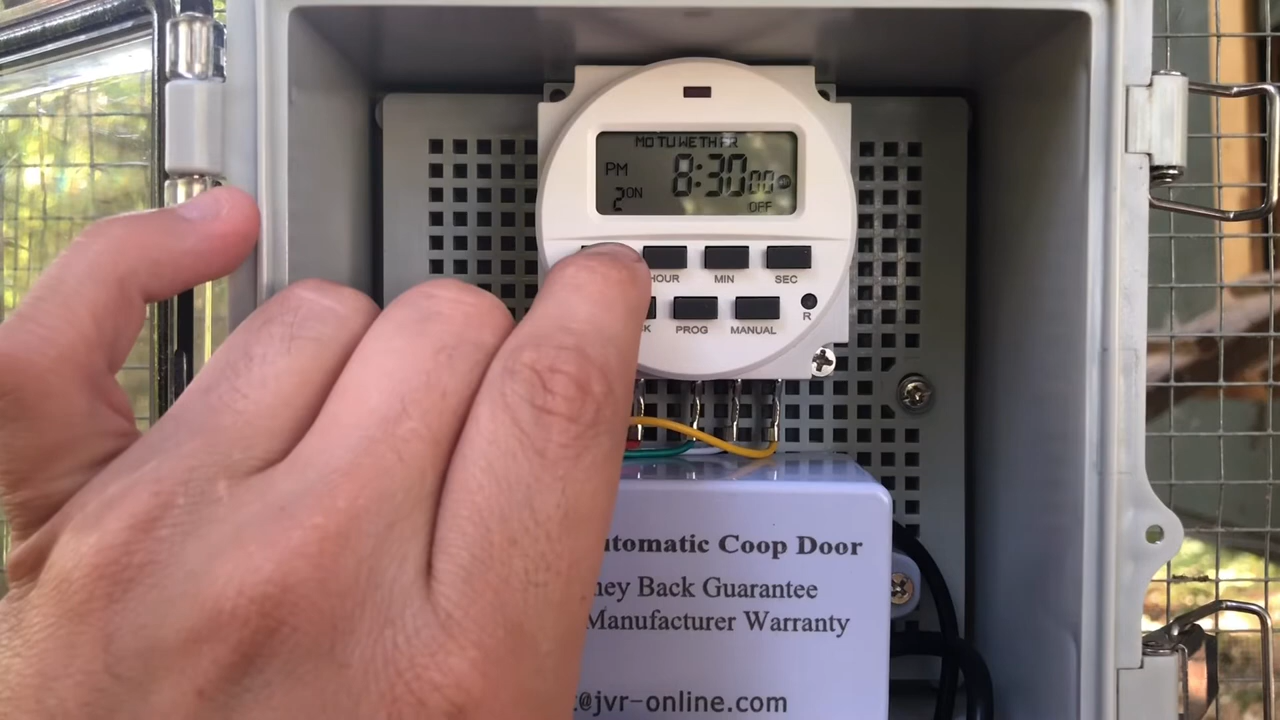 MO TU WE TH FR
PM 8:30 00
2 ON OFF
HOUR MIN SEC
K PROG MANUAL R
utomatic Coop Door
ney Back Guarantee
Manufacturer Warranty
@jvr-online.com